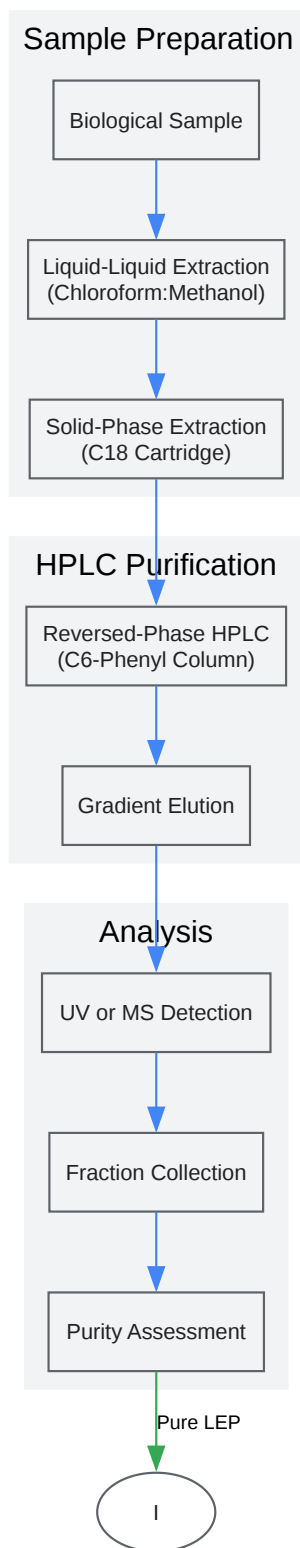 Sample Preparation
Biological Sample
Liquid-Liquid Extraction
(Chloroform:Methanol)
Solid-Phase Extraction
(C18 Cartridge)
HPLC Purification
Reversed-Phase HPLC
(C6-Phenyl Column)
Gradient Elution
Analysis
UV or MS Detection
Fraction Collection
Purity Assessment
Pure LEP
I